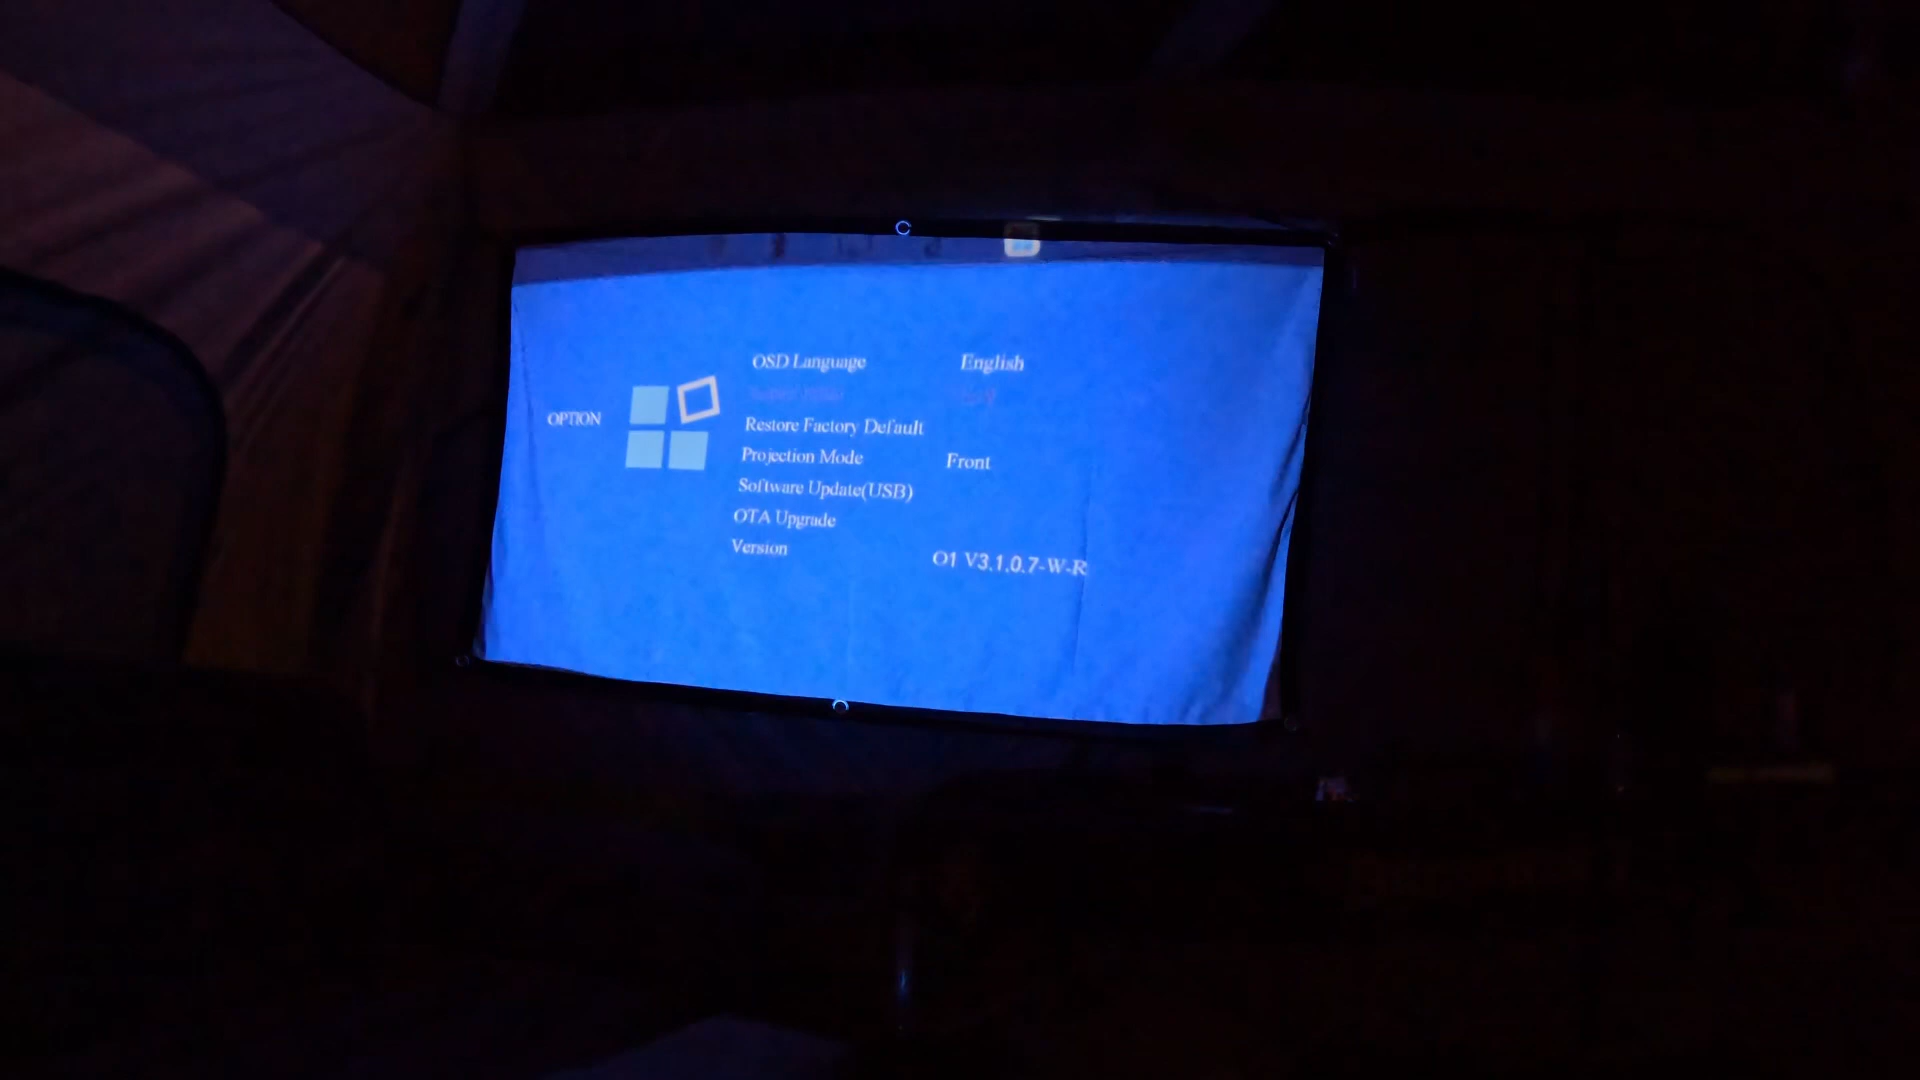 OPTION
OSD Language English
Restore Factory Default
Projection Mode Front
Software Update(USB)
OTA Upgrade
Version O1 V3.1.0.7-W-R